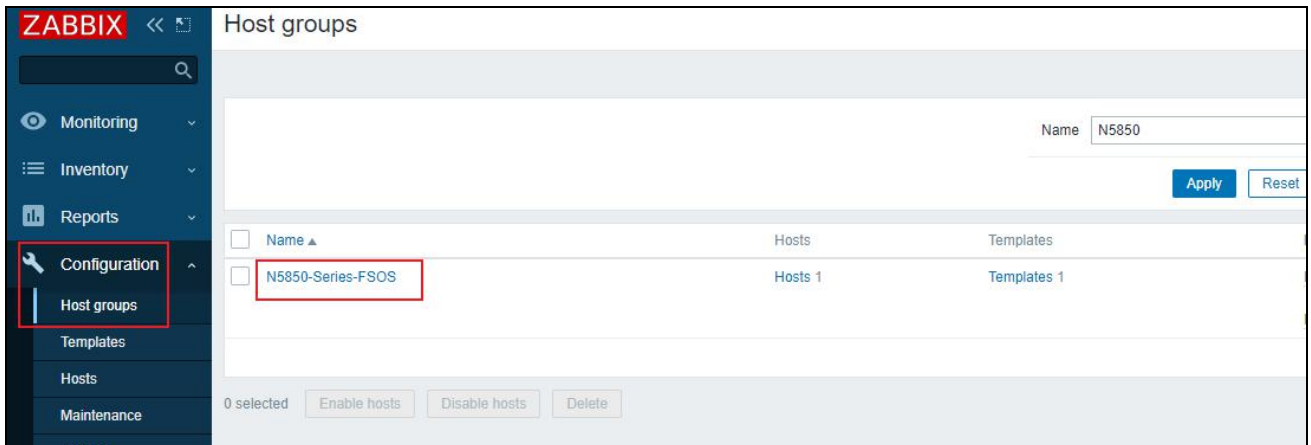 ZABBIX
Host groups
Monitoring
Inventory
Reports
Configuration
Host groups
Templates
Hosts
Maintenance
Name N5850
Apply Reset
Name Hosts Templates
N5850-Series-FSOS Hosts 1 Templates 1
0 selected Enable hosts Disable hosts Delete